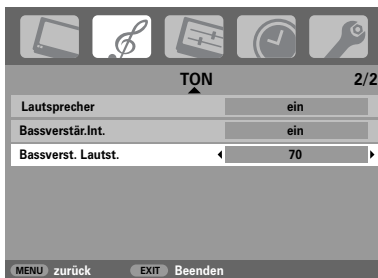 TON 2/2
Lautsprecher ein
Bassverstär.Int. ein
Bassverst. Lautst. 70
MENU zurück EXIT Beenden